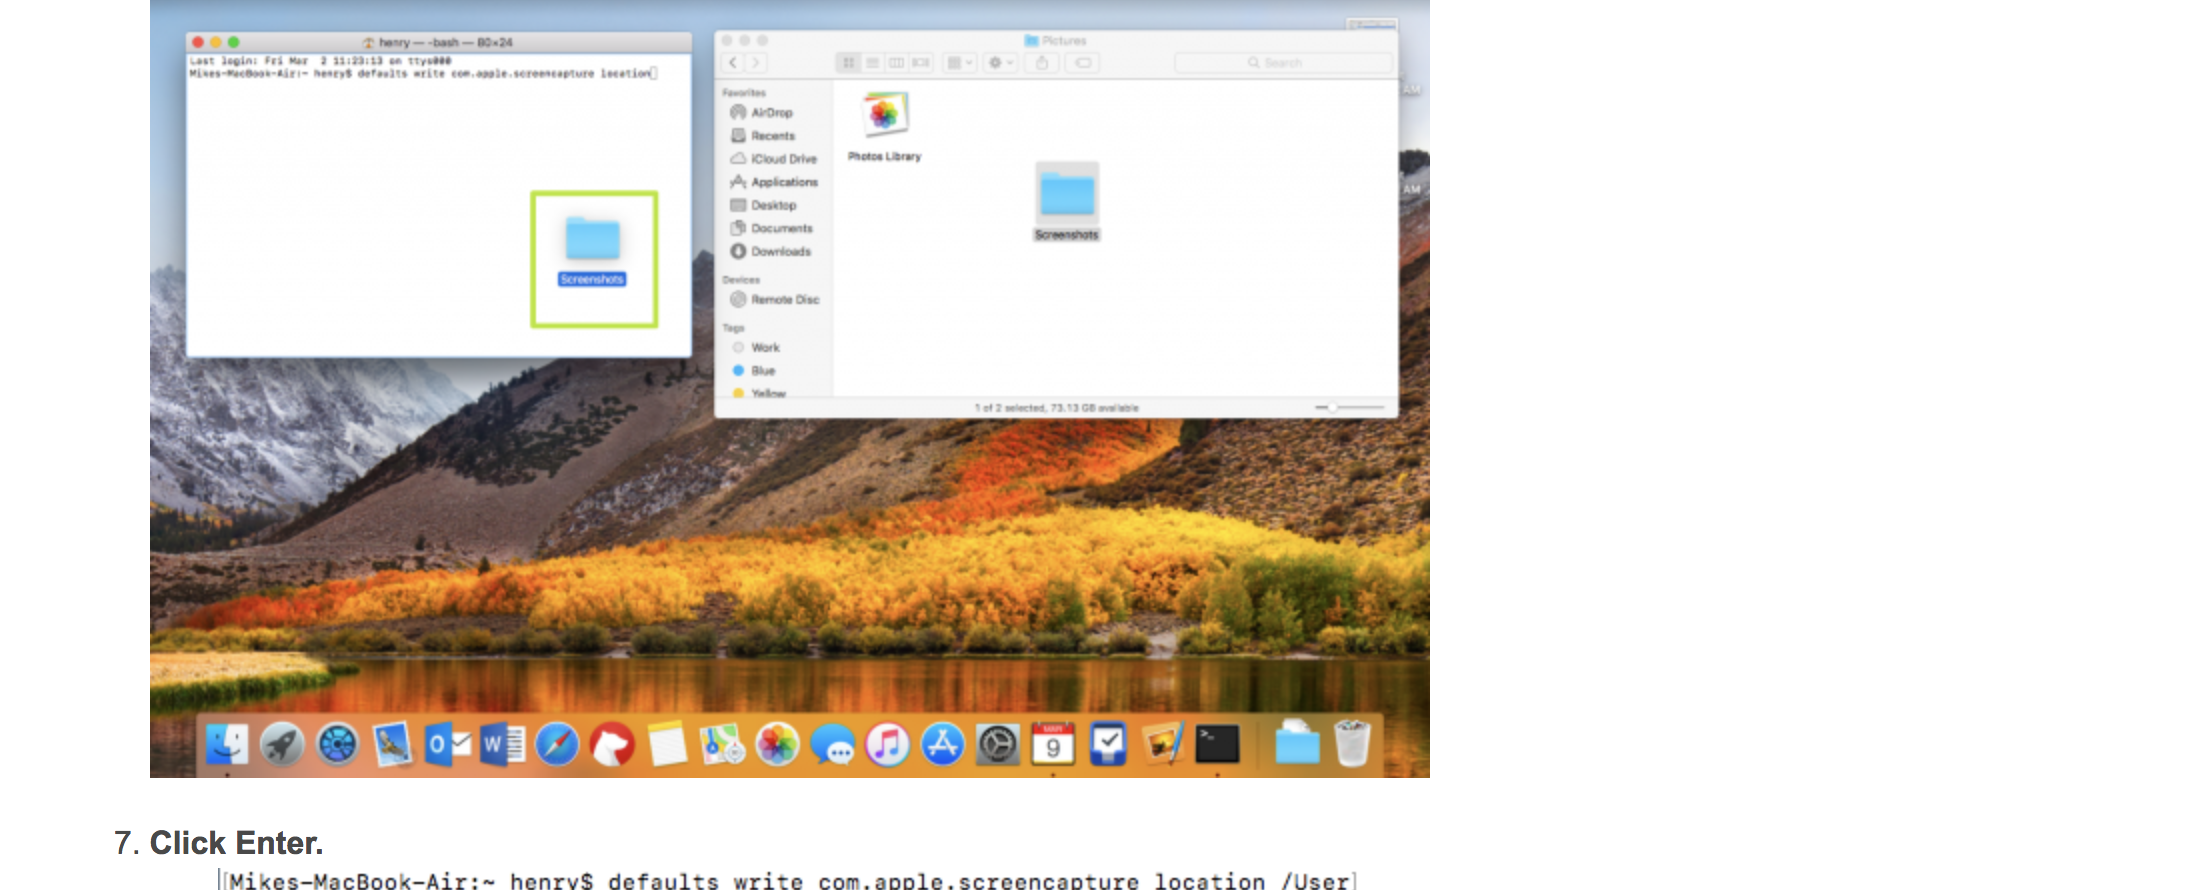 henry — -bash — 80×24
Last login: Fri Mar 2 11:23:13 on ttys000
Mikes-MacBook-Air:~ henry$ defaults write com.apple.screencapture location
Screenshots
Pictures
Search
Favorites
AirDrop
Recents
iCloud Drive
Applications
Desktop
Documents
Downloads
Devices
Remote Disc
Tags
Work
Blue
Yellow
Photos Library
Screenshots
1 of 2 selected, 73.13 GB available
AM
AM
O
W
9
>_
7. Click Enter.
[Mikes-MacBook-Air:~ henry$ defaults write com.apple.screencapture location /User]